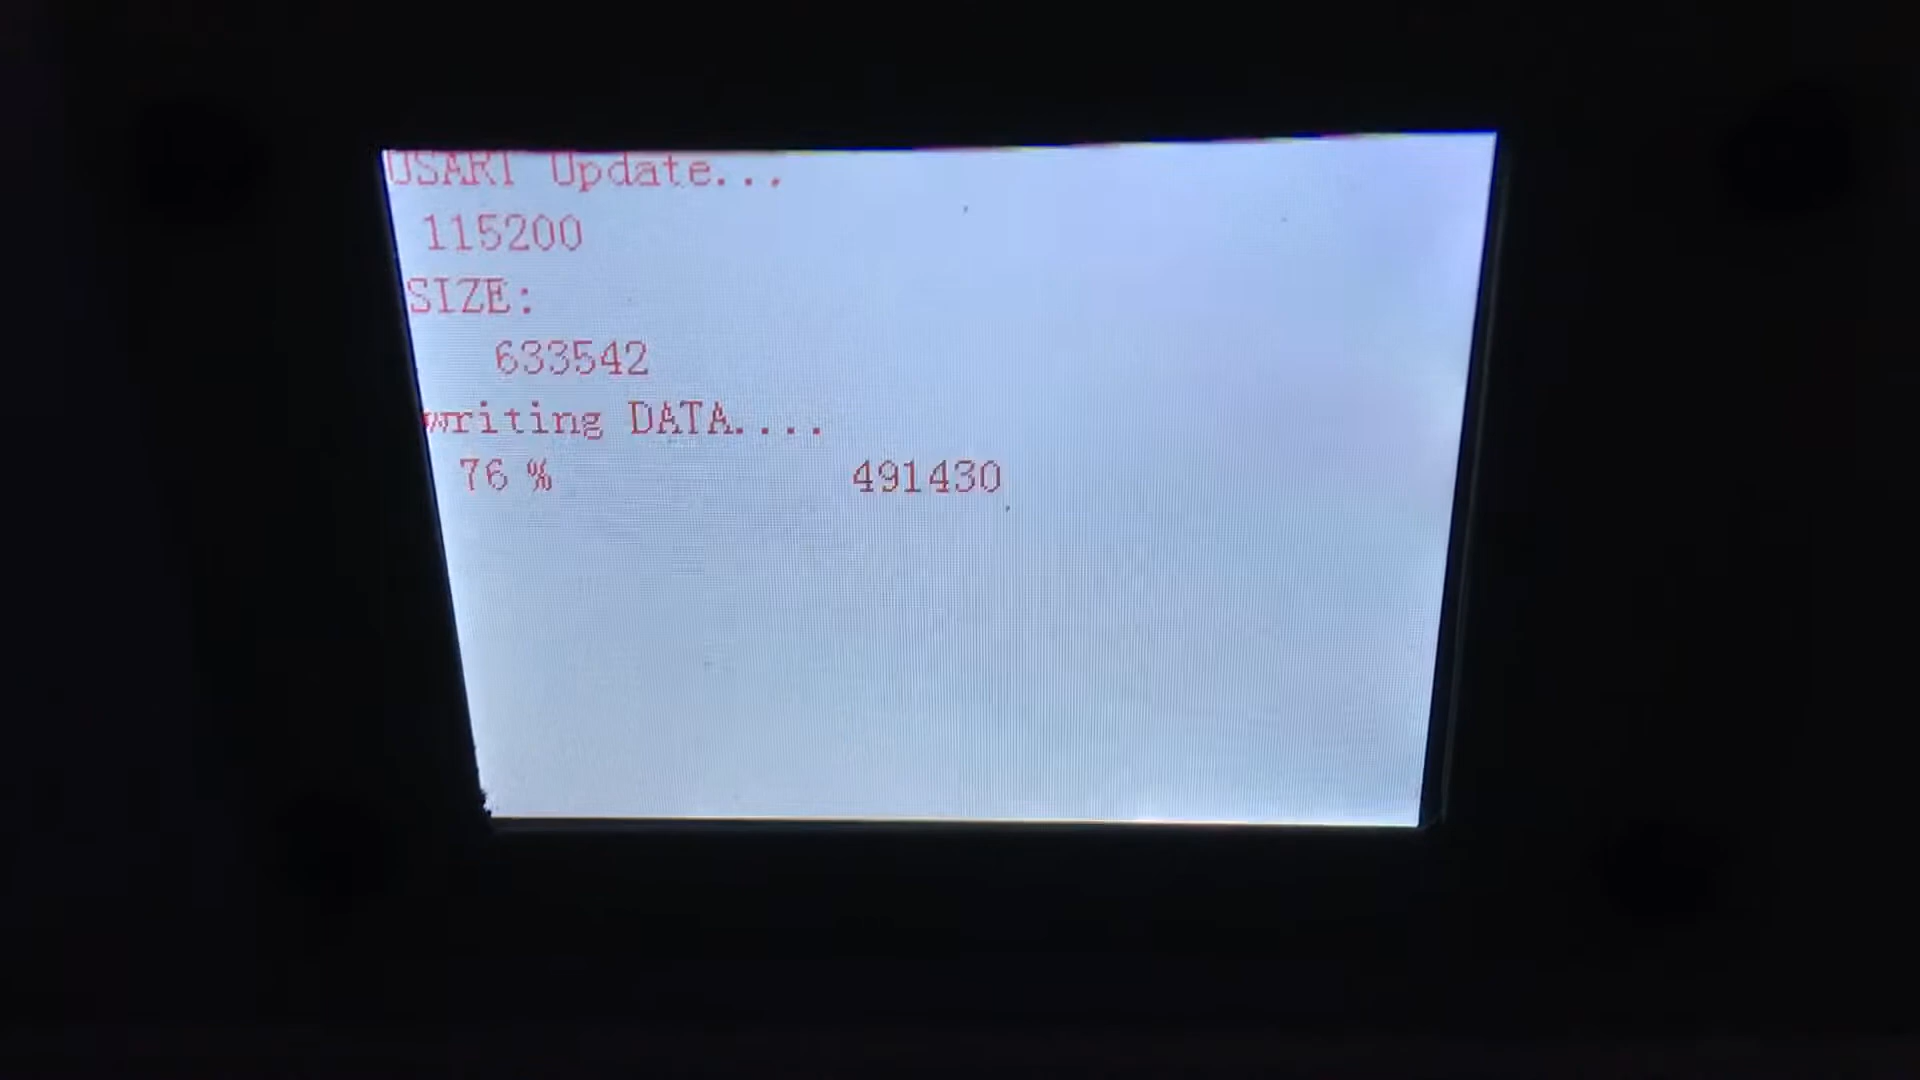 USART Update...
115200
SIZE:
633542
writing DATA....
76 % 491430